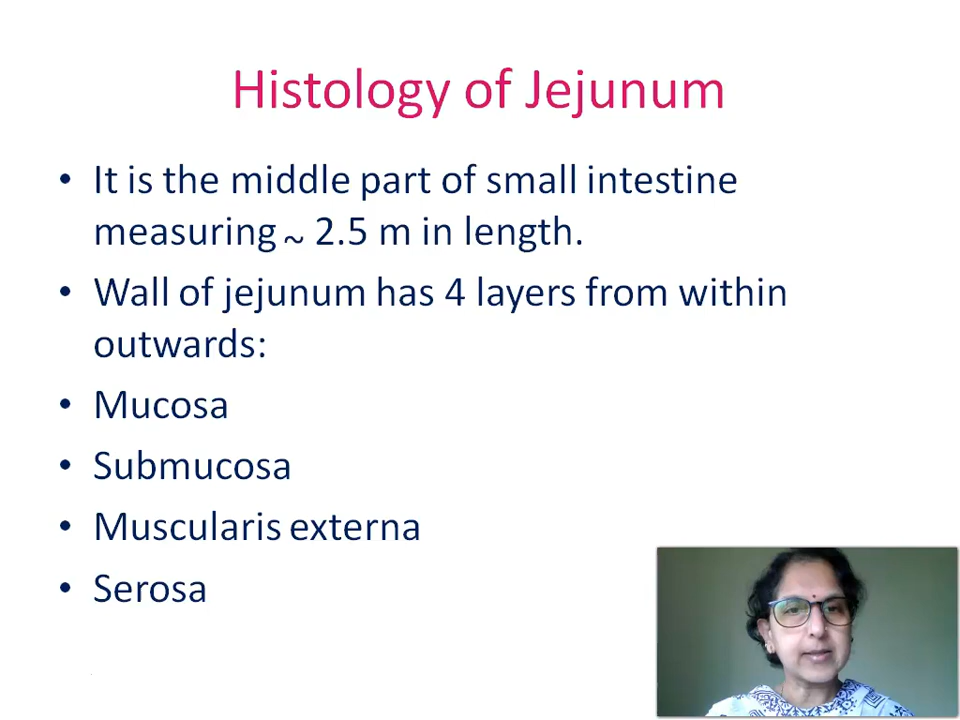 Histology of Jejunum
• It is the middle part of small intestine
measuring ~ 2.5 m in length.
• Wall of jejunum has 4 layers from within
outwards:
• Mucosa
• Submucosa
• Muscularis externa
• Serosa